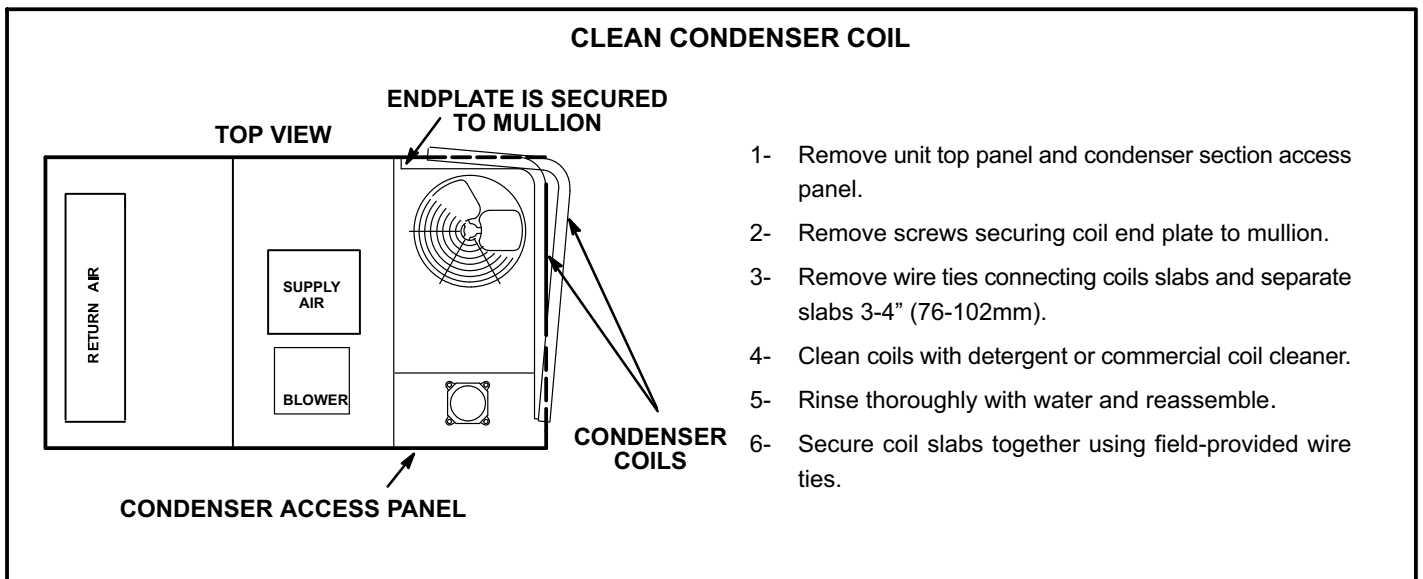 CLEAN CONDENSER COIL
ENDPLATE IS SECURED
TO MULLION
TOP VIEW
RETURN AIR
SUPPLY
AIR
BLOWER
CONDENSER
COILS
CONDENSER ACCESS PANEL
1- Remove unit top panel and condenser section access
panel.
2- Remove screws securing coil end plate to mullion.
3- Remove wire ties connecting coils slabs and separate
slabs 3-4” (76-102mm).
4- Clean coils with detergent or commercial coil cleaner.
5- Rinse thoroughly with water and reassemble.
6- Secure coil slabs together using field-provided wire
ties.